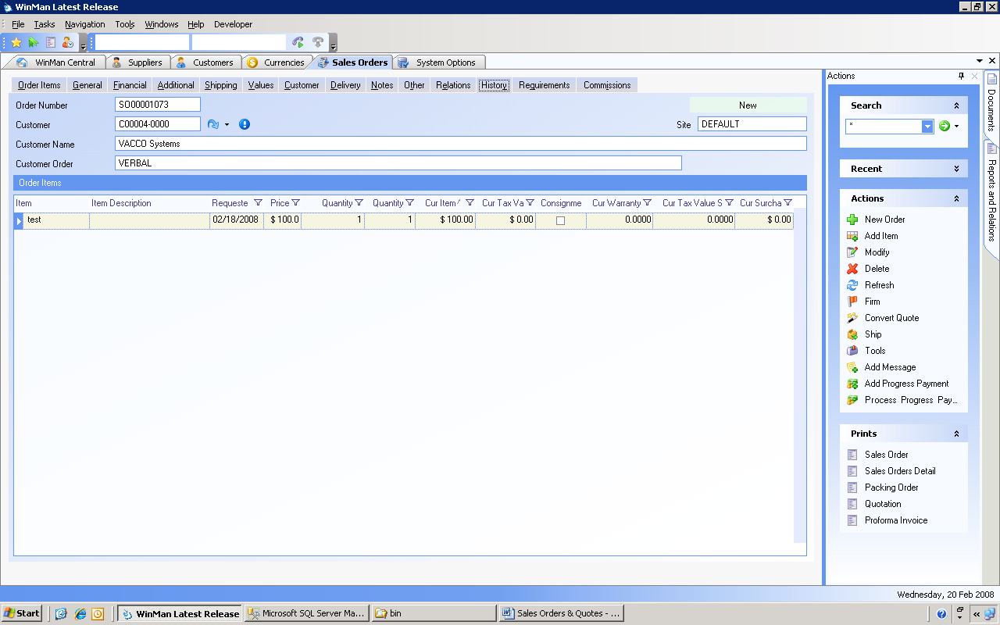 WinMan Latest Release
File Tasks Navigation Tools Windows Help Developer
WinMan Central Suppliers Customers Currencies Sales Orders System Options
Order Items General Financial Additional Shipping Values Customer Delivery Notes Other Relations History Requirements Commissions
Order Number SO00001073 New
Customer C00004-0000 Site DEFAULT
Customer Name VACCO Systems
Customer Order VERBAL
Order Items
Item Item Description Requeste Price Quantity Quantity Cur Item Cur Tax Va Consignme Cur Warranty Cur Tax Value S Cur Surcha
test 02/18/2008 $ 100.0 1 1 $ 100.00 $ 0.00 0.0000 0.0000 $ 0.00
Actions
Search
*
Recent
Actions
New Order
Add Item
Modify
Delete
Refresh
Firm
Convert Quote
Ship
Tools
Add Message
Add Progress Payment
Process Progress Pay...
Prints
Sales Order
Sales Orders Detail
Packing Order
Quotation
Proforma Invoice
Documents
Reports and Relations
Wednesday, 20 Feb 2008
Start WinMan Latest Release Microsoft SQL Server Ma... bin Sales Orders & Quotes - ...